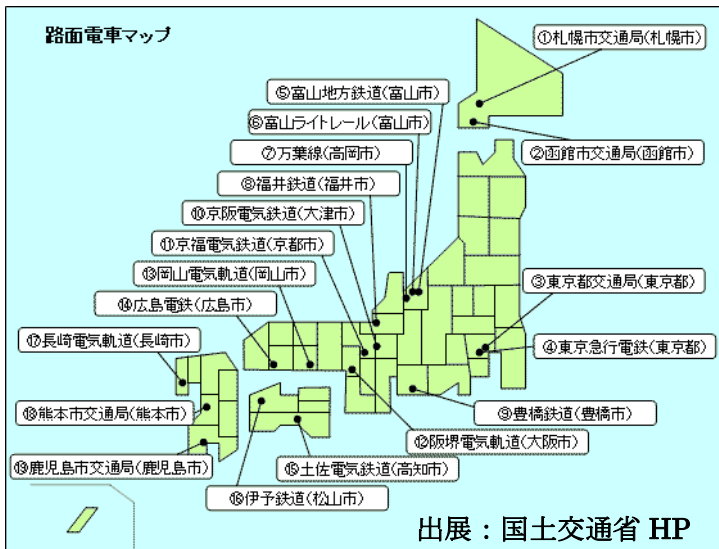 路面電車マップ
①札幌市交通局(札幌市)
⑤富山地方鉄道(富山市)
⑥富山ライトレール(富山市)
②函館市交通局(函館市)
⑦万葉線(高岡市)
⑧福井鉄道(福井市)
⑩京阪電気鉄道(大津市)
⑪京福電気鉄道(京都市)
⑬岡山電気軌道(岡山市)
③東京都交通局(東京都)
⑭広島電鉄(広島市)
⑰長崎電気軌道(長崎市)
④東京急行電鉄(東京都)
⑱熊本市交通局(熊本市)
⑨豊橋鉄道(豊橋市)
⑫阪堺電気軌道(大阪市)
⑲鹿児島市交通局(鹿児島市)
⑮土佐電気鉄道(高知市)
⑯伊予鉄道(松山市)
出展：国土交通省 HP